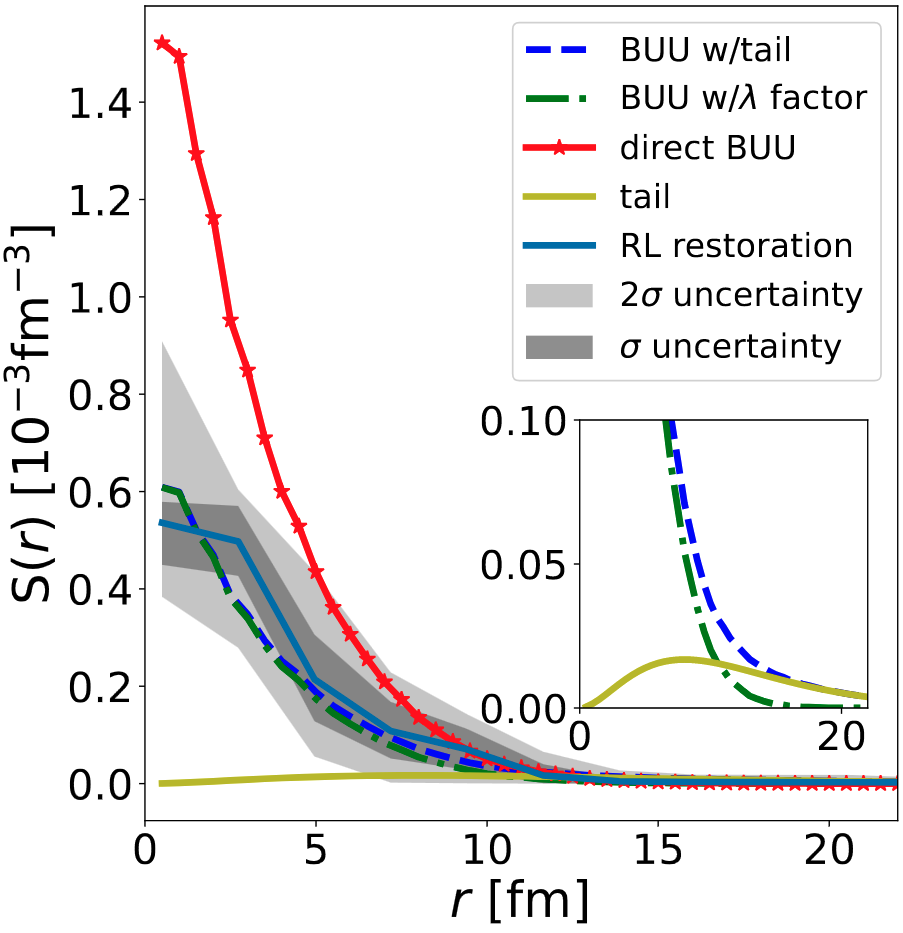 BUU w/tail
BUU w/λ factor
direct BUU
tail
RL restoration
2σ uncertainty
σ uncertainty
S(r) [10⁻³fm⁻³]
1.4
1.2
1.0
0.8
0.6
0.4
0.2
0.0
0.10
0.05
0.00
0 20
0 5 10 15 20
r [fm]